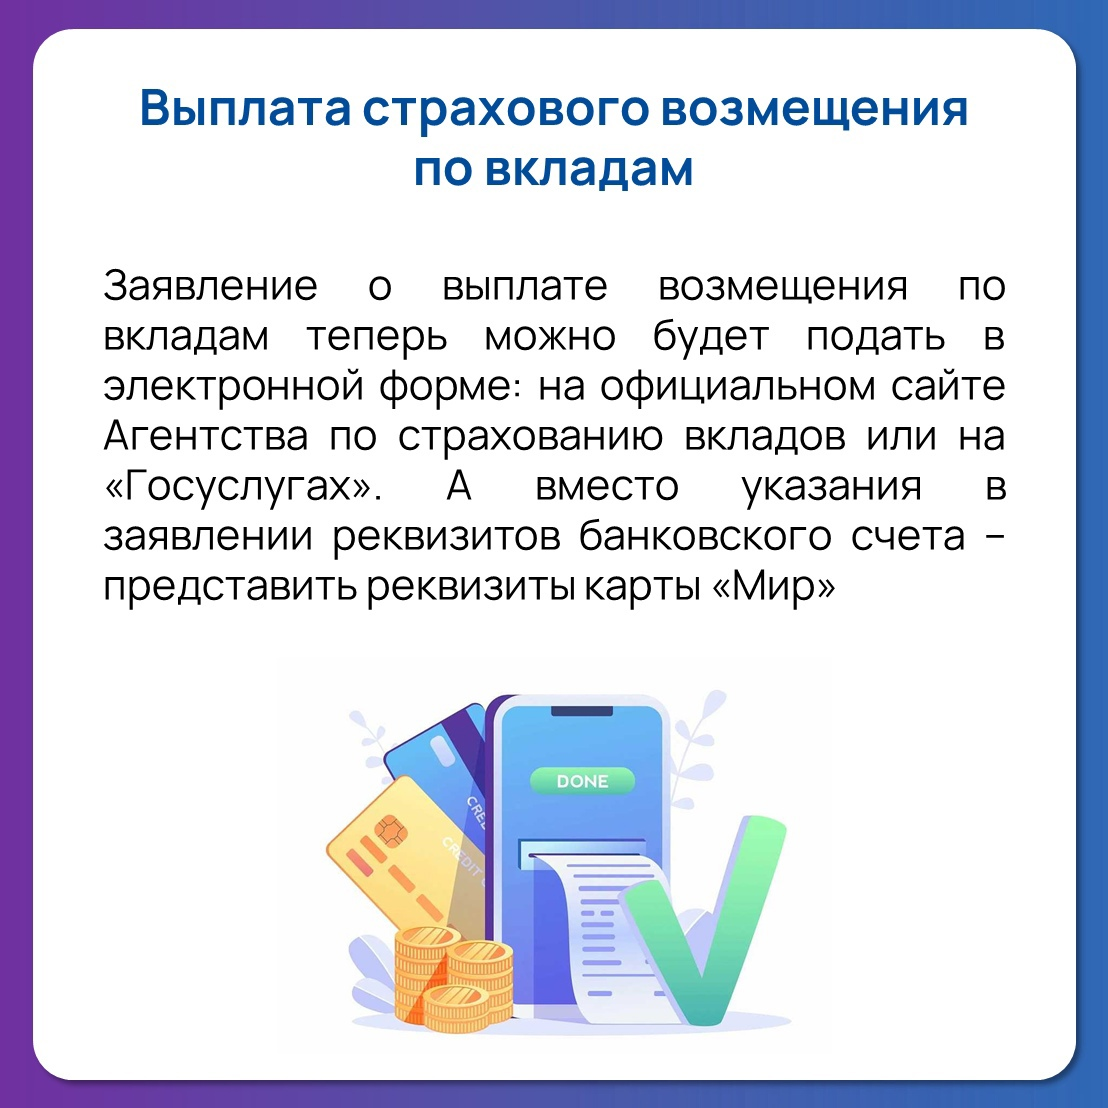 Выплата страхового возмещения
по вкладам
Заявление о выплате возмещения по
вкладам теперь можно будет подать в
электронной форме: на официальном сайте
Агентства по страхованию вкладов или на
«Госуслугах». А вместо указания в
заявлении реквизитов банковского счета –
представить реквизиты карты «Мир»
DONE
CREDIT